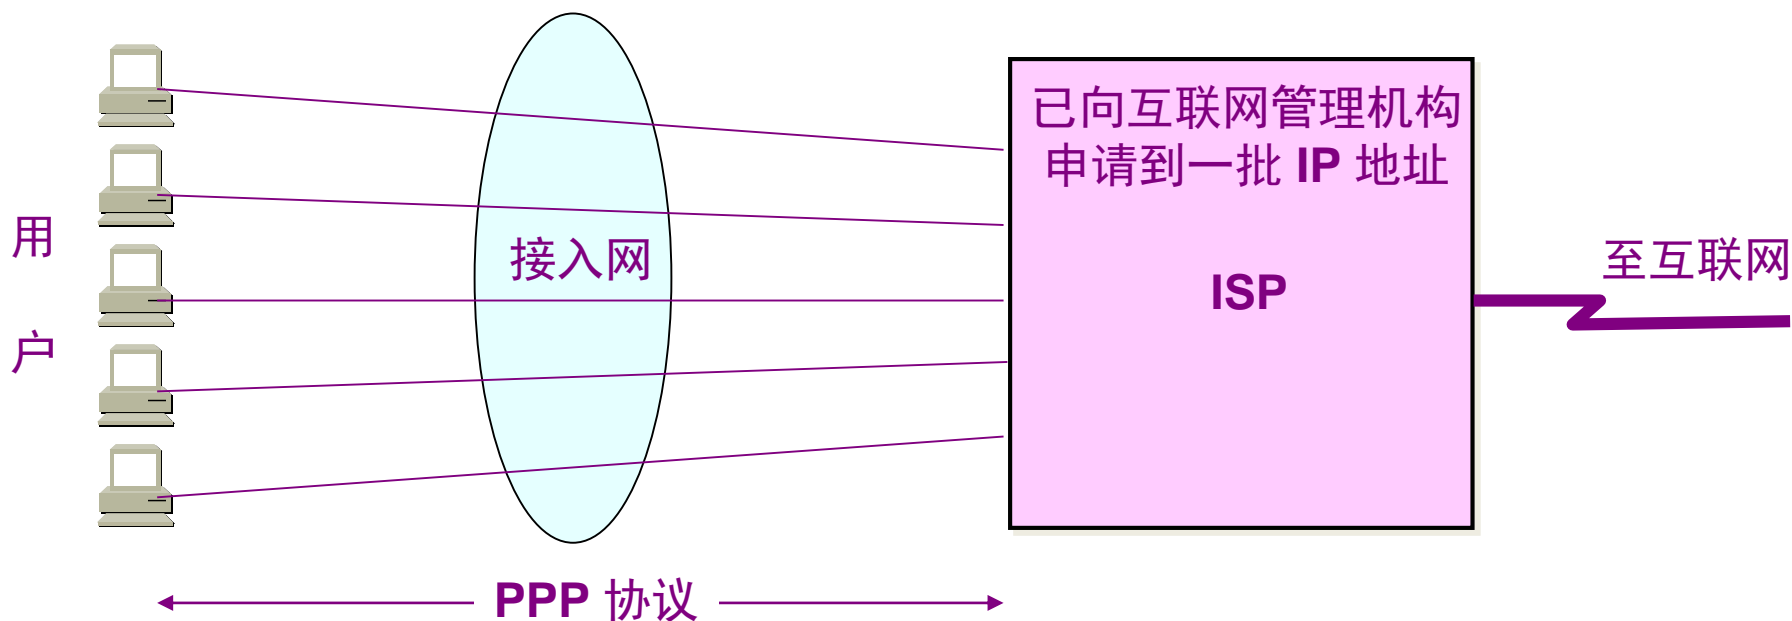 用
户
接入网
已向互联网管理机构
申请到一批 IP 地址
ISP
至互联网
PPP 协议